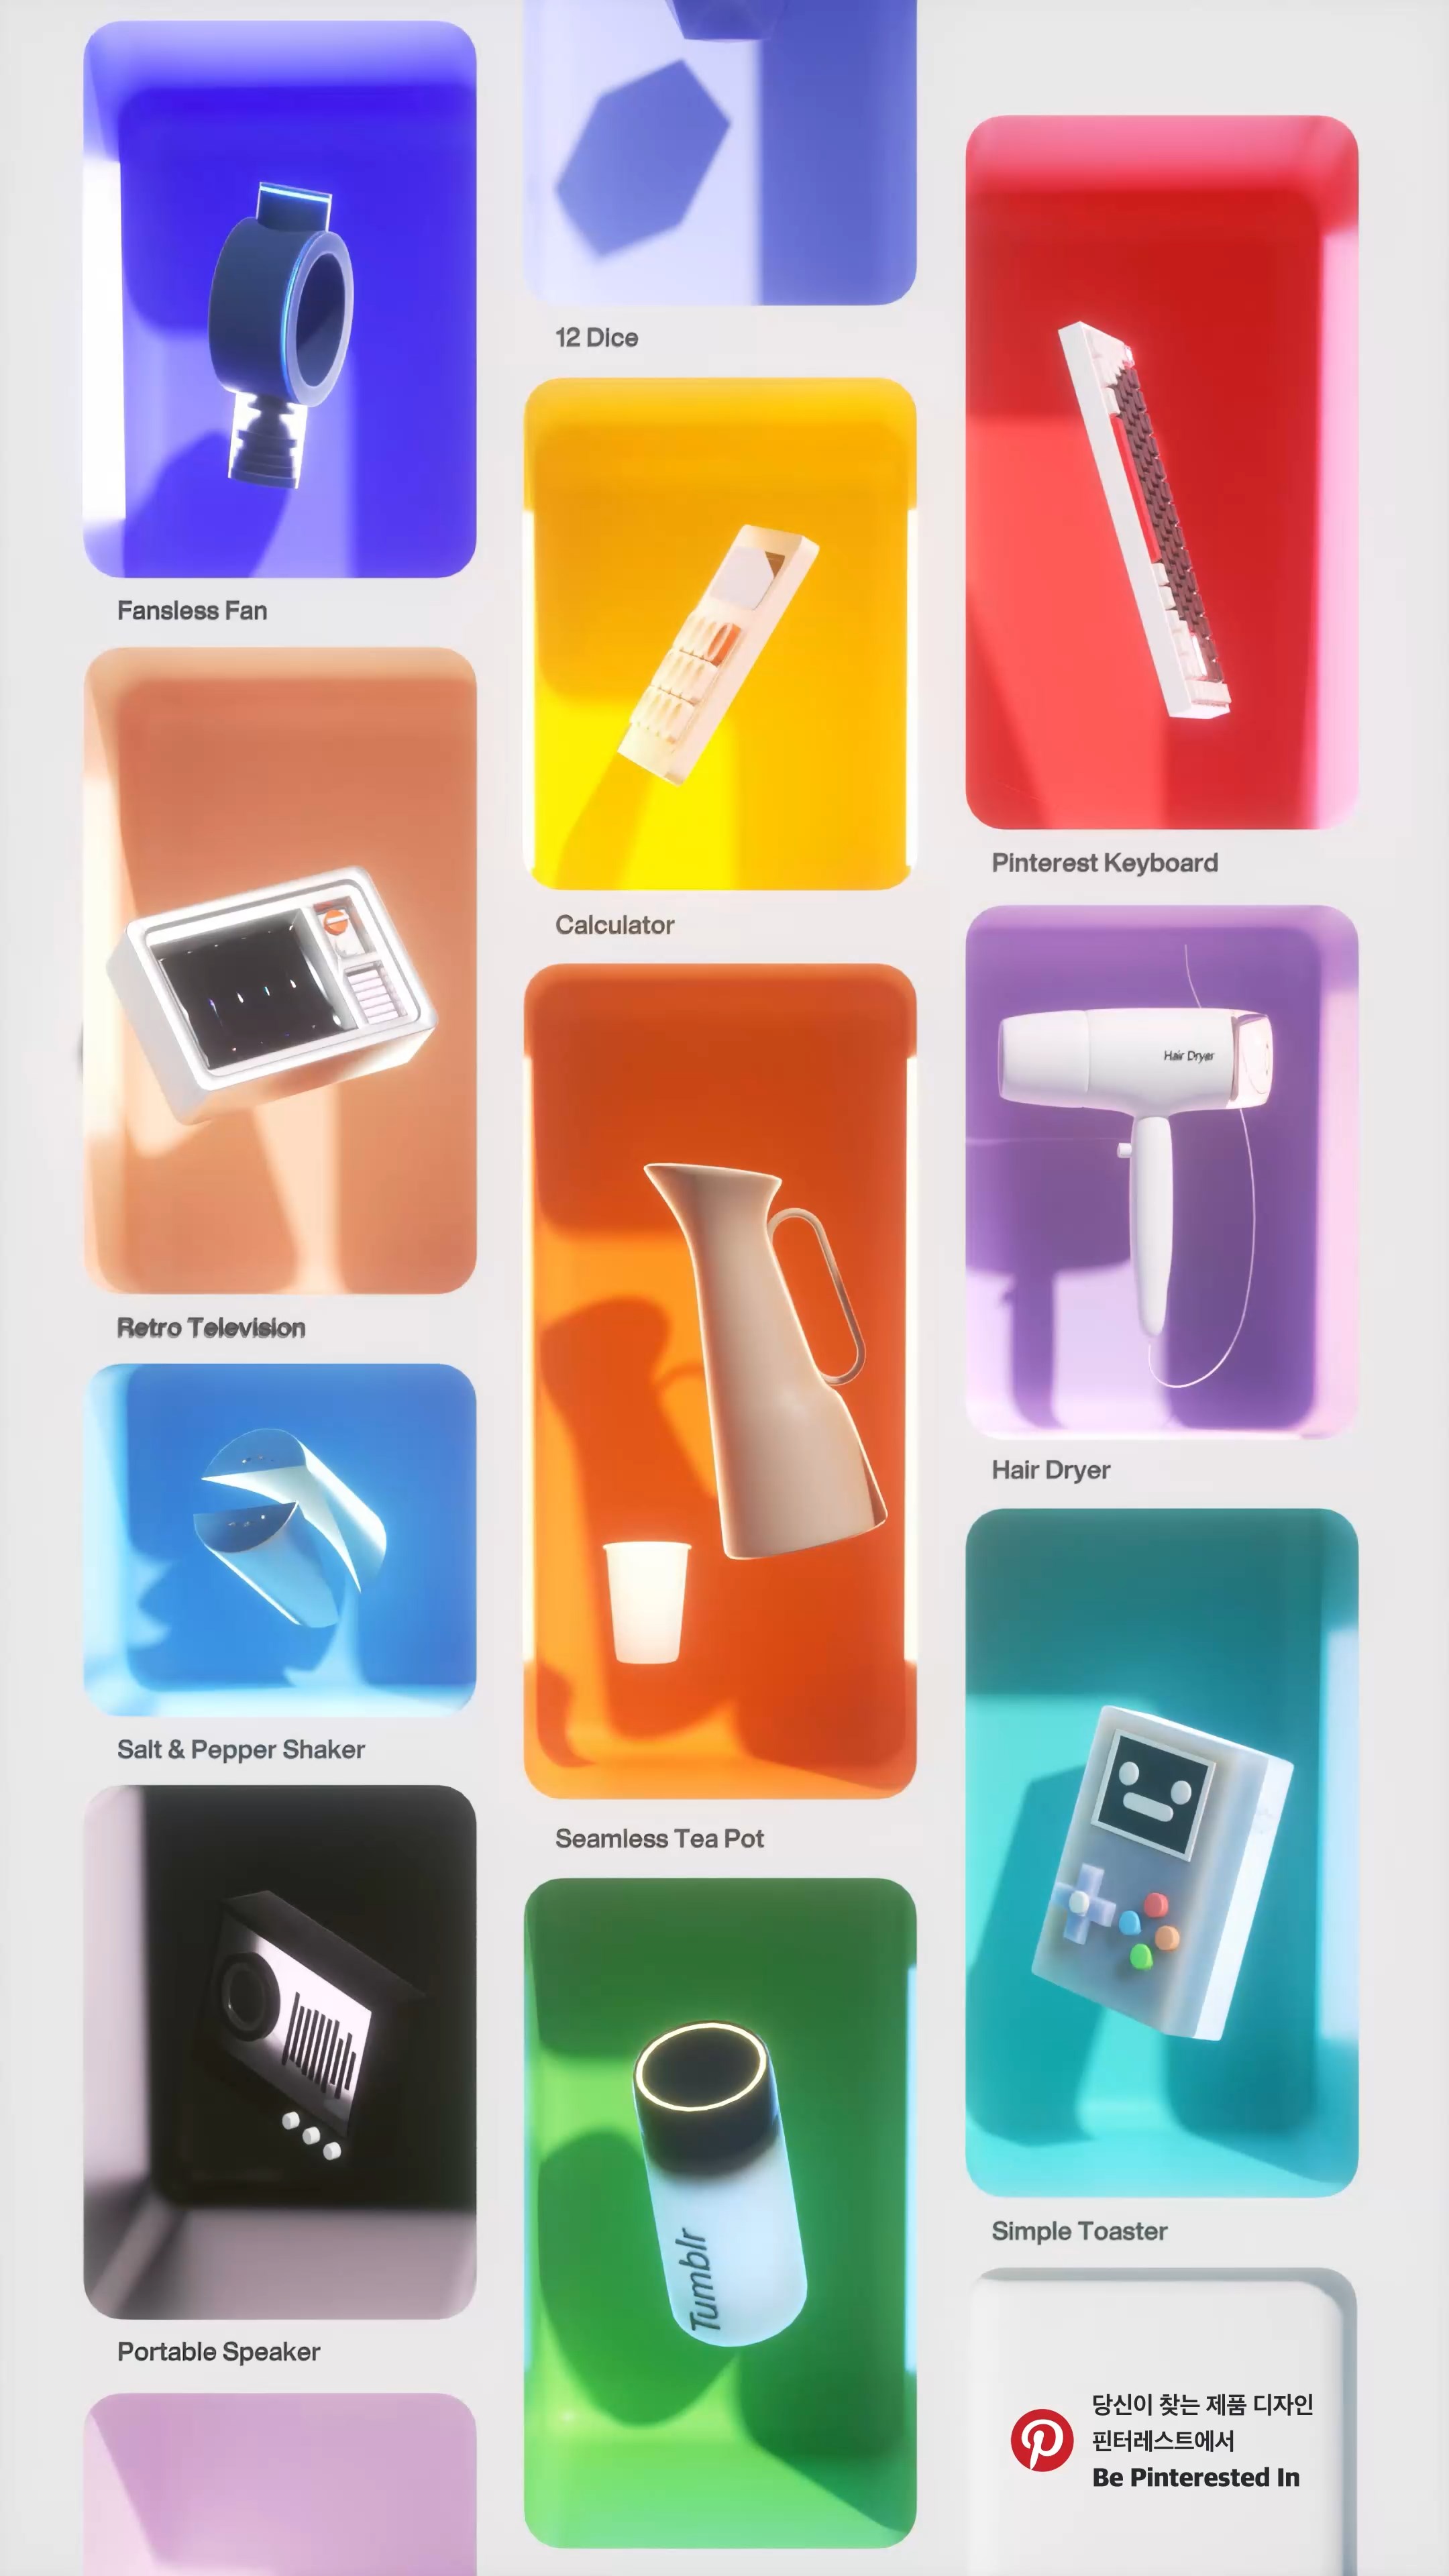 Fansless Fan
Retro Television
Salt & Pepper Shaker
Portable Speaker
12 Dice
Calculator
Seamless Tea Pot
Tumblr
Pinterest Keyboard
Hair Dryer
Hair Dryer
Simple Toaster
당신이 찾는 제품 디자인
핀터레스트에서
Be Pinterested In